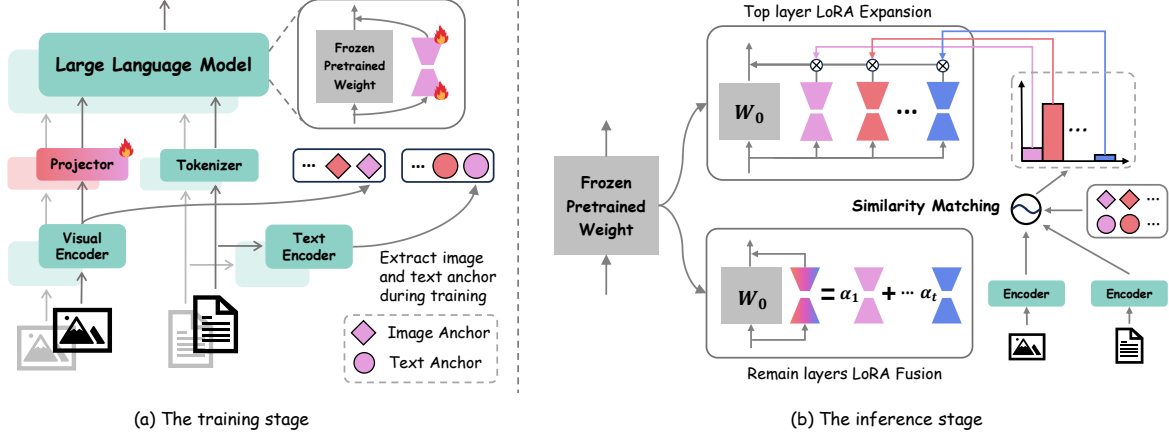 Large Language Model
Frozen
Pretrained
Weight
Projector
Tokenizer
...
...
Visual
Encoder
Text
Encoder
Extract image
and text anchor
during training
Image Anchor
Text Anchor
(a) The training stage
Top layer LoRA Expansion
W₀
...
...
Frozen
Pretrained
Weight
Similarity Matching
...
...
W₀
= α₁ + ... αₜ
Encoder
Encoder
Remain layers LoRA Fusion
(b) The inference stage